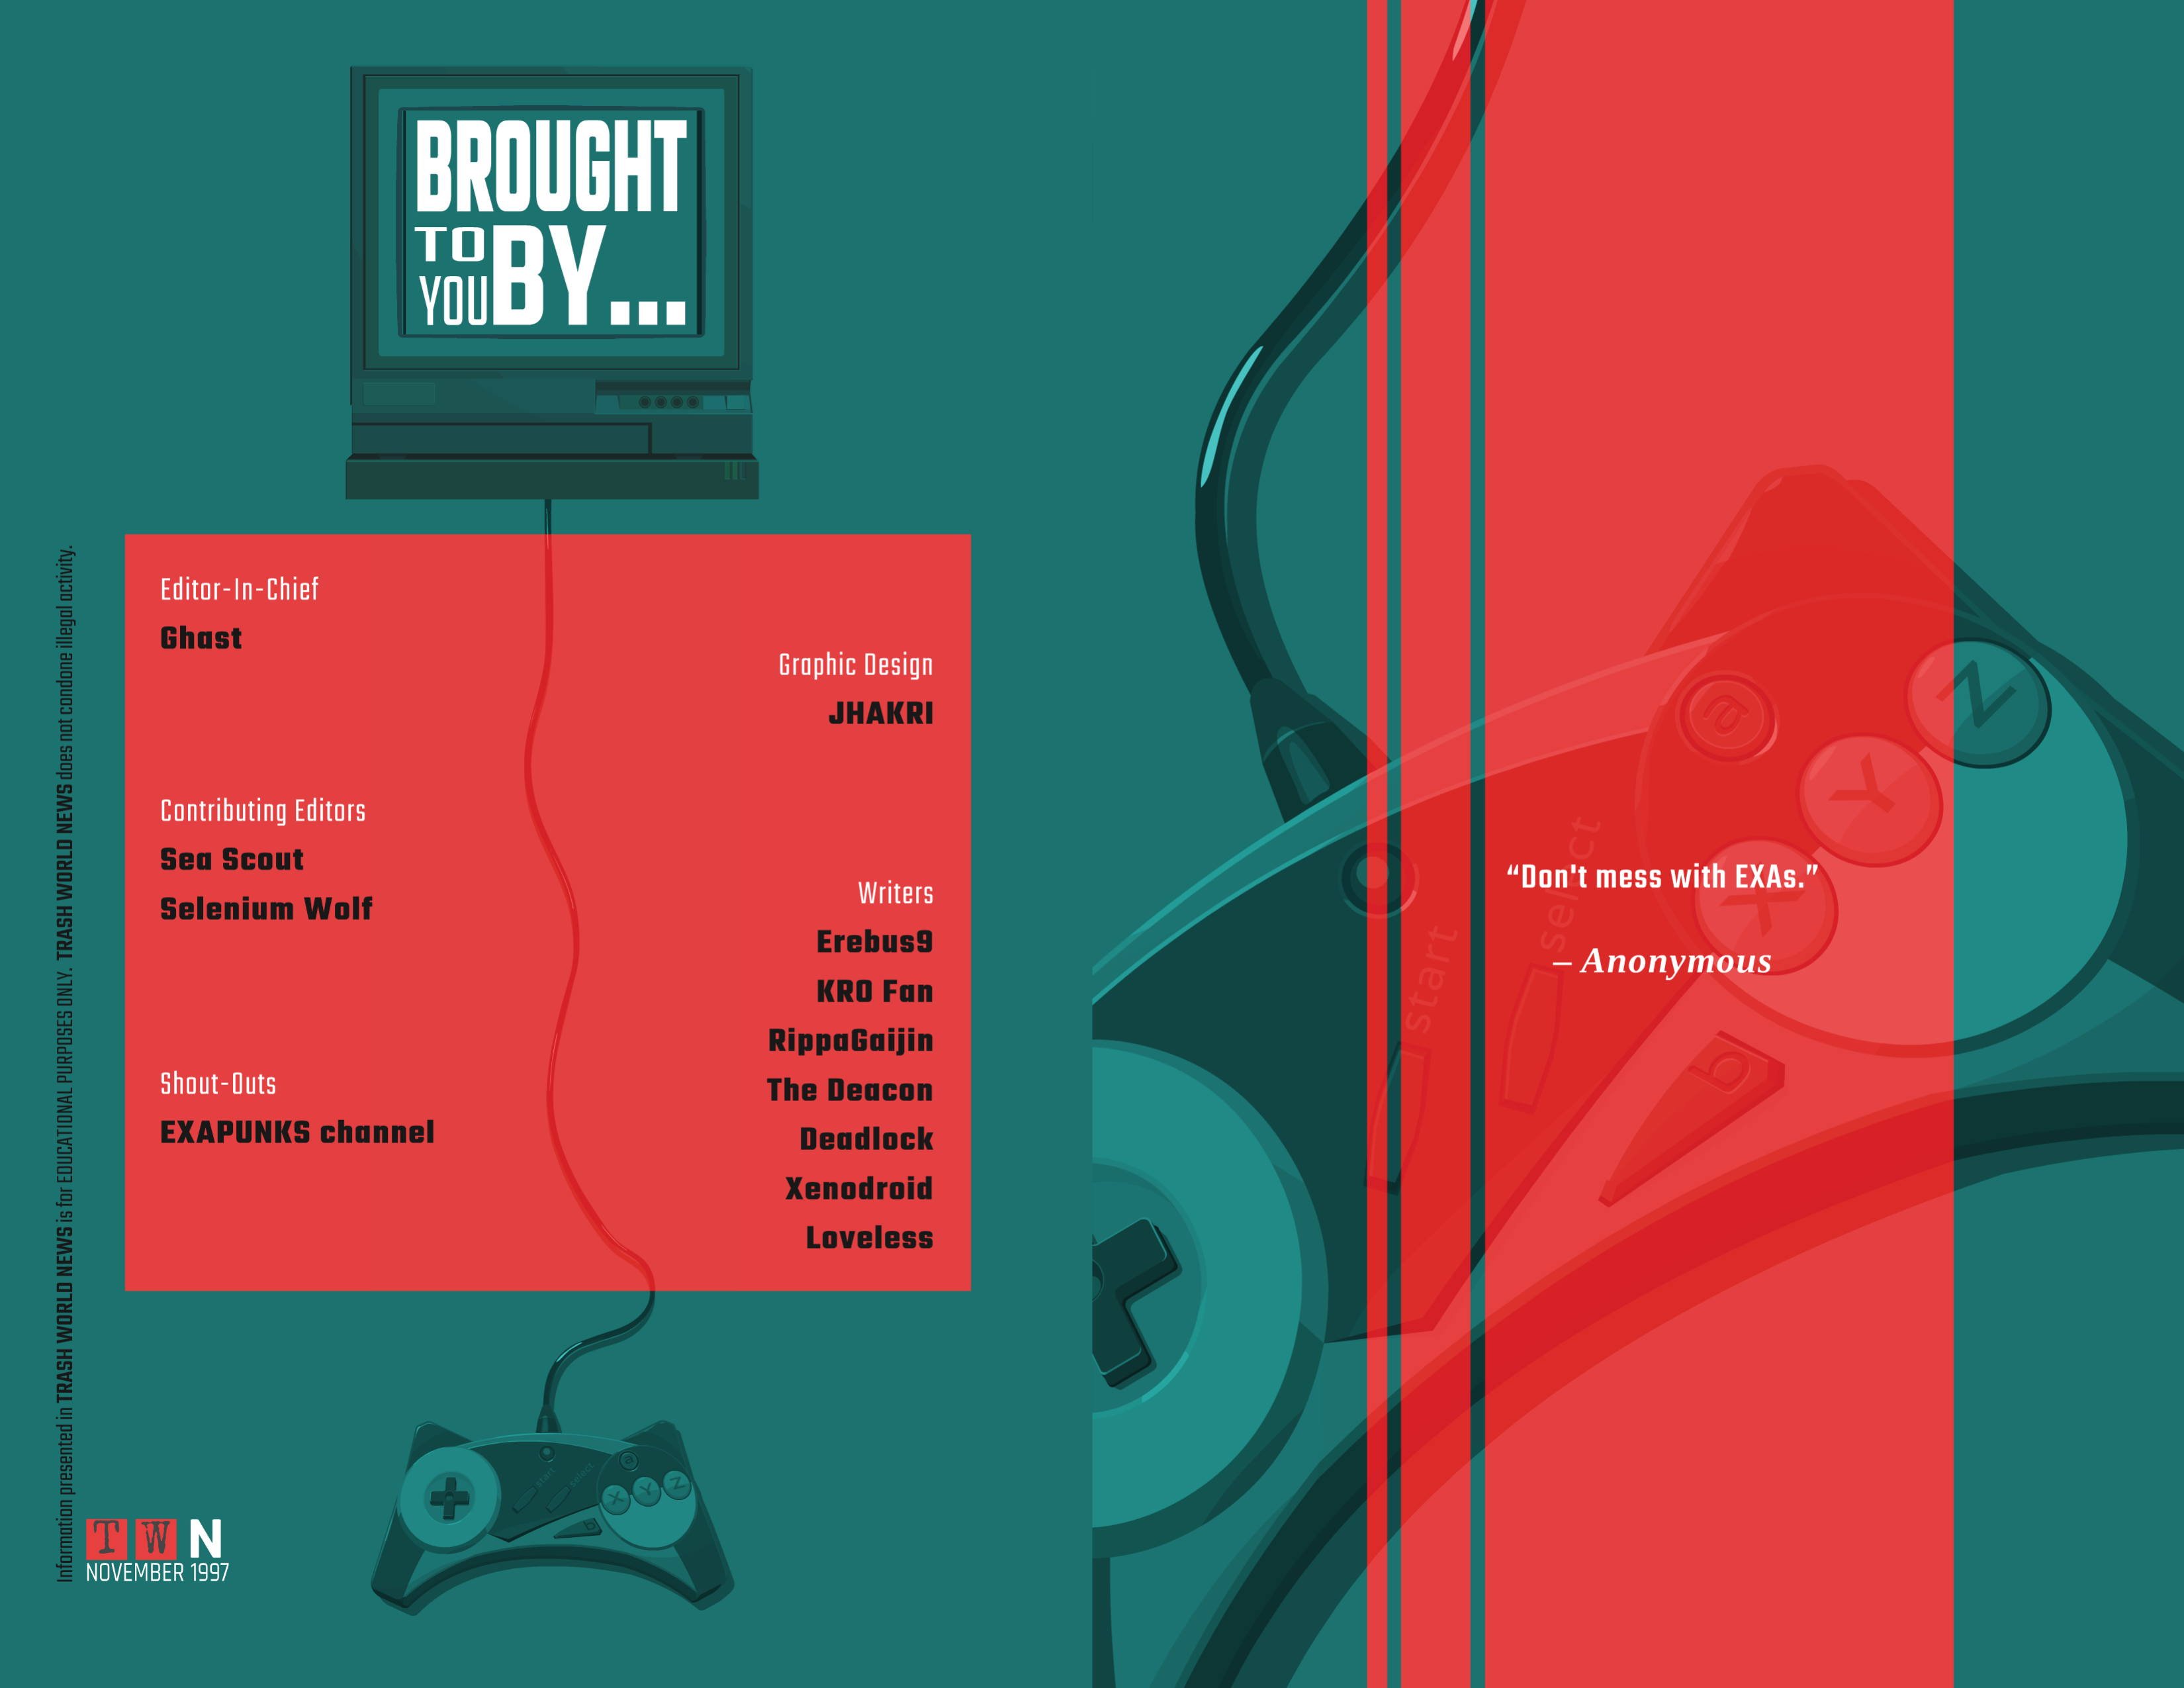 BROUGHT
TO
YOU BY...
Editor-In-Chief
Ghast
Graphic Design
JHAKRI
Contributing Editors
Sea Scout
Selenium Wolf
Writers
Erebus9
KRO Fan
RippaGaijin
The Deacon
Deadlock
Xenodroid
Loveless
Shout-Outs
EXAPUNKS channel
Information presented in TRASH WORLD NEWS is for EDUCATIONAL PURPOSES ONLY. TRASH WORLD NEWS does not condone illegal activity.
TWN
NOVEMBER 1997
start
select
a
X
Y
Z
b
a
Z
Y
X
select
start
b
“Don't mess with EXAs.”
– Anonymous